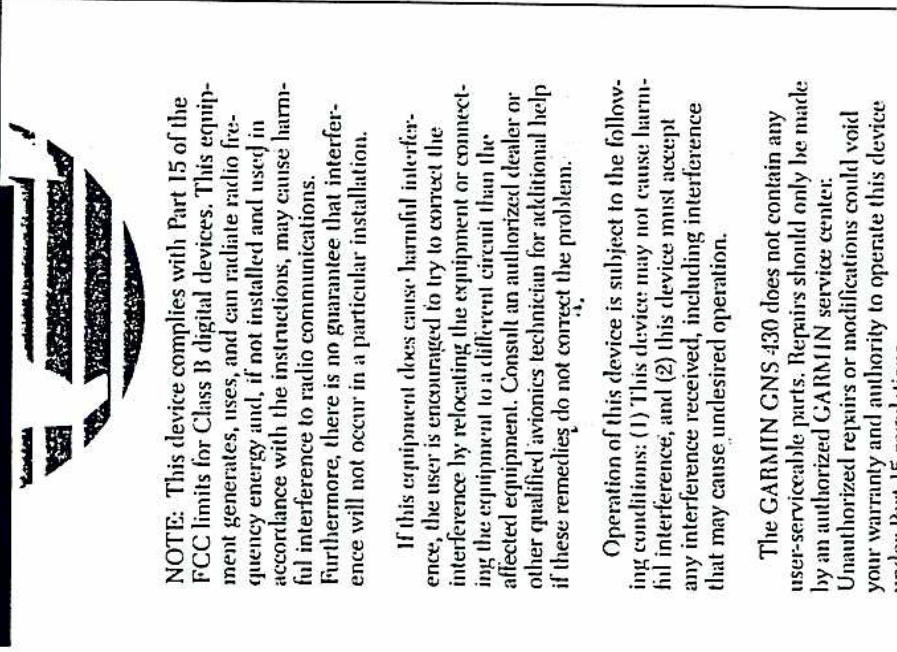 NOTE: This device complies with Part 15 of the
FCC limits for Class B digital devices. This equip-
ment generates, uses, and can radiate radio fre-
quency energy and, if not installed and used in
accordance with the instructions, may cause harm-
ful interference to radio communications.
Furthermore, there is no guarantee that interfer-
ence will not occur in a particular installation.
If this equipment does cause harmful interfer-
ence, the user is encouraged to try to correct the
interference by relocating the equipment or connect-
ing the equipment to a different circuit than the
affected equipment. Consult an authorized dealer or
other qualified avionics technician for additional help
if these remedies do not correct the problem.
Operation of this device is subject to the follow-
ing conditions: (1) This device may not cause harm-
ful interference, and (2) this device must accept
any interference received, including interference
that may cause undesired operation.
The GARMIN GNS 430 does not contain any
user-serviceable parts. Repairs should only be made
by an authorized GARMIN service center.
Unauthorized repairs or modifications could void
your warranty and authority to operate this device